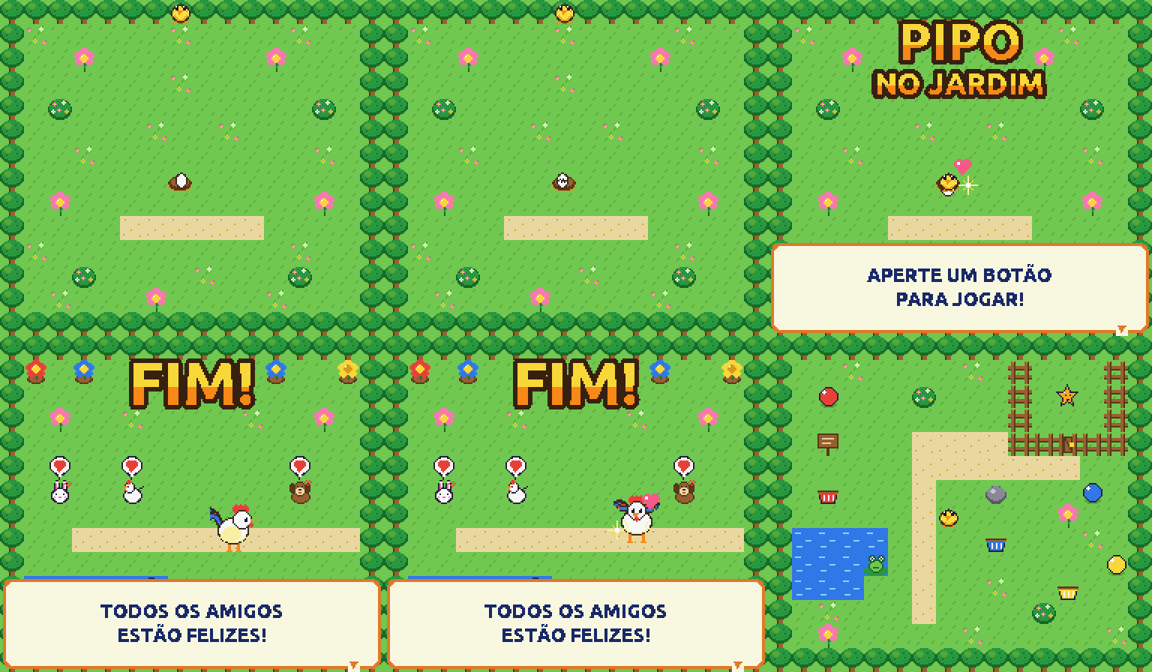 PIPO
NO JARDIM
APERTE UM BOTÃO
PARA JOGAR!
FIM!
FIM!
TODOS OS AMIGOS
ESTÃO FELIZES!
TODOS OS AMIGOS
ESTÃO FELIZES!